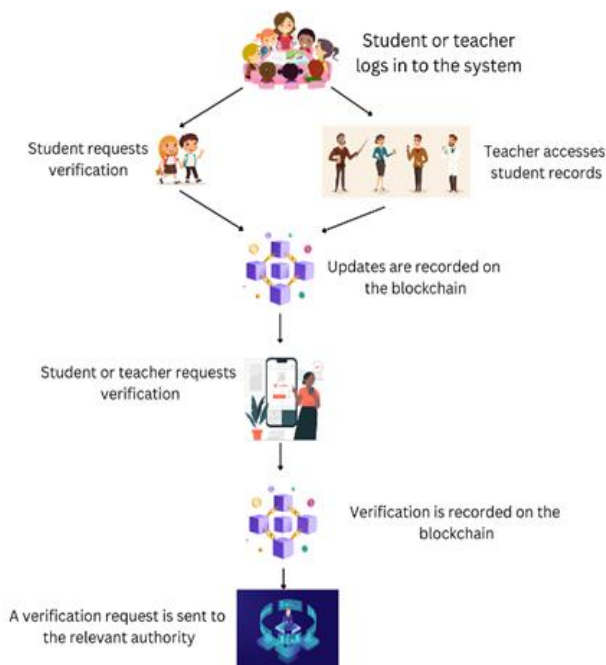 Student or teacher
logs in to the system
Student requests
verification
Teacher accesses
student records
Updates are recorded on
the blockchain
Student or teacher requests
verification
Verification is recorded on the
blockchain
A verification request is sent to
the relevant authority